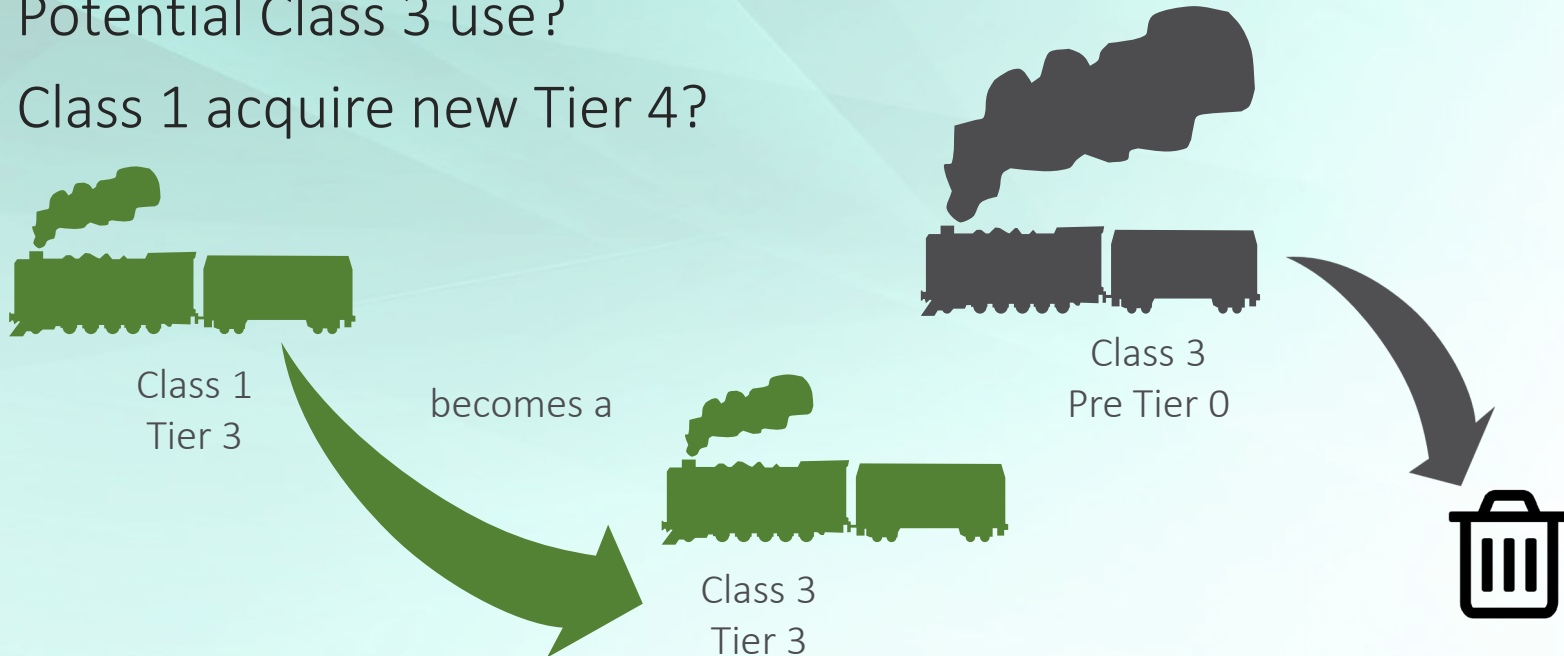 Potential Class 3 use?
Class 1 acquire new Tier 4?
Class 1
Tier 3
becomes a
Class 3
Tier 3
Class 3
Pre Tier 0